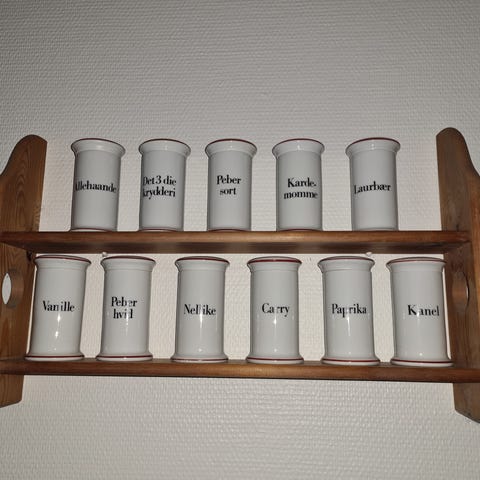 Allehaande
Det 3 die
krydderi
Peber
sort
Karde-
momme
Laurbær
Vanille
Peber
hvid
Nellike
Carry
Paprika
Kanel